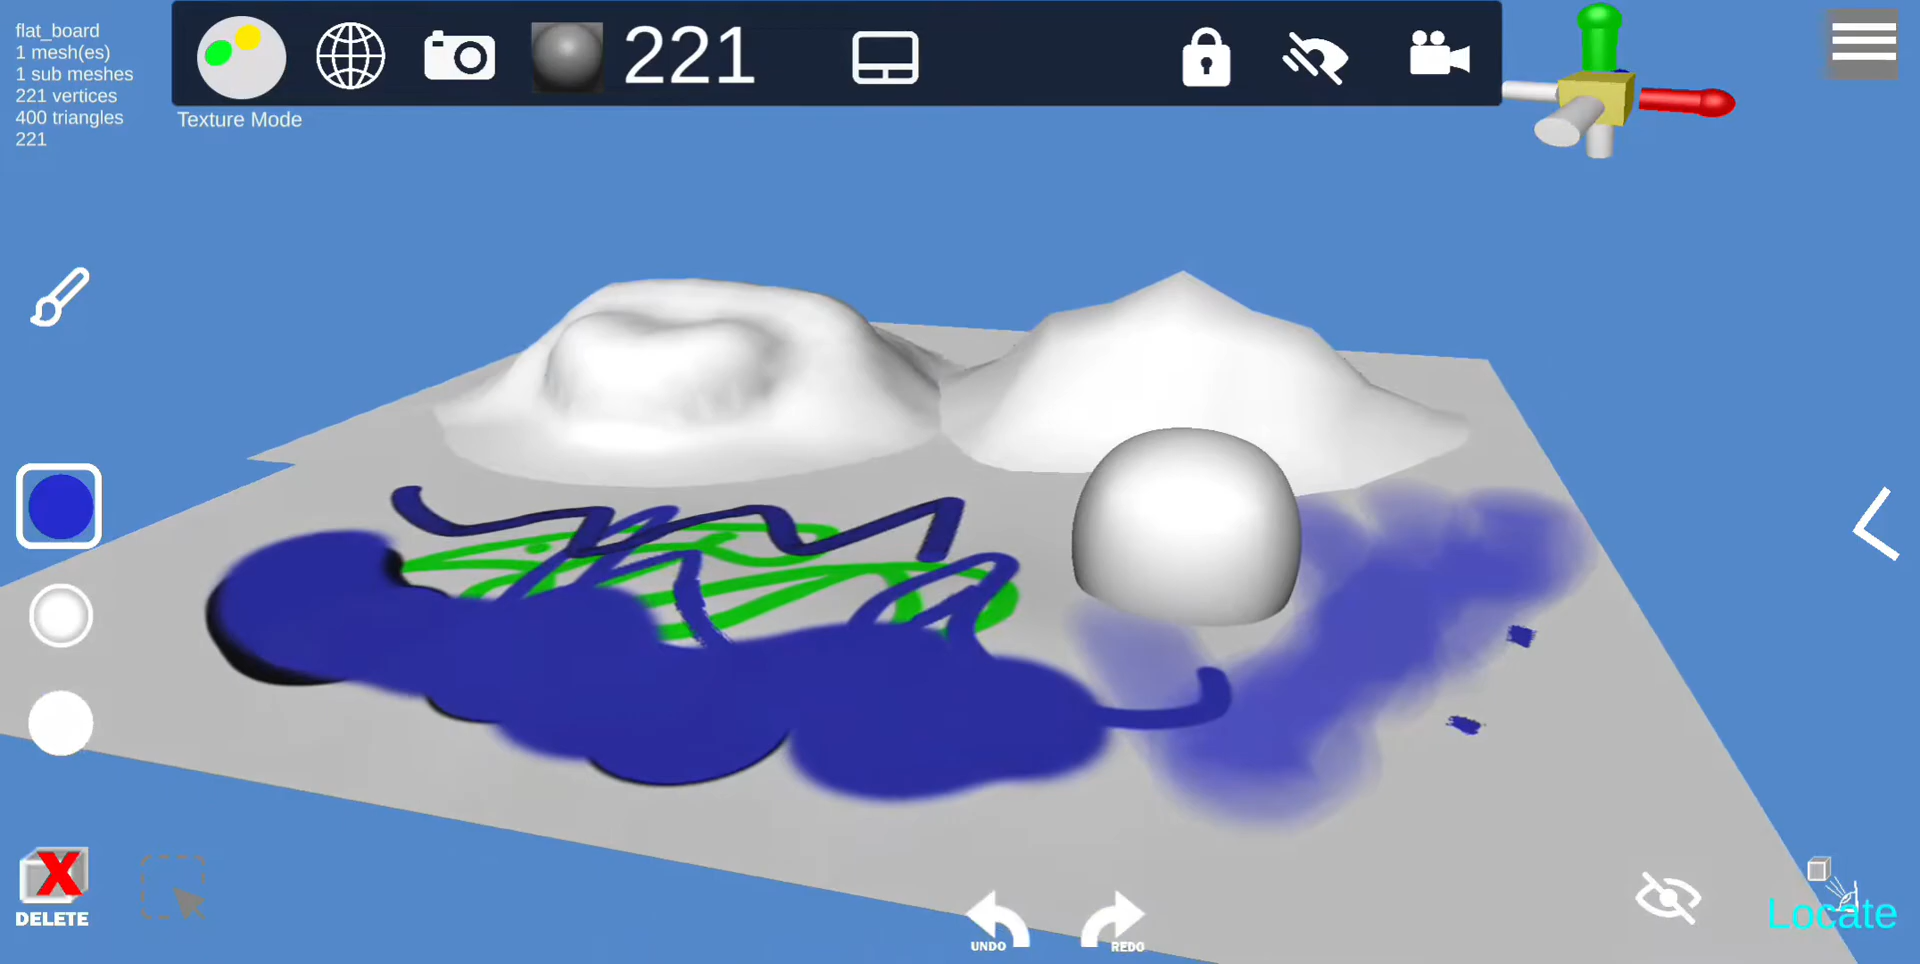 flat_board
1 mesh(es)
1 sub meshes
221 vertices
400 triangles
221
221
Texture Mode
DELETE
UNDO
REDO
Locate